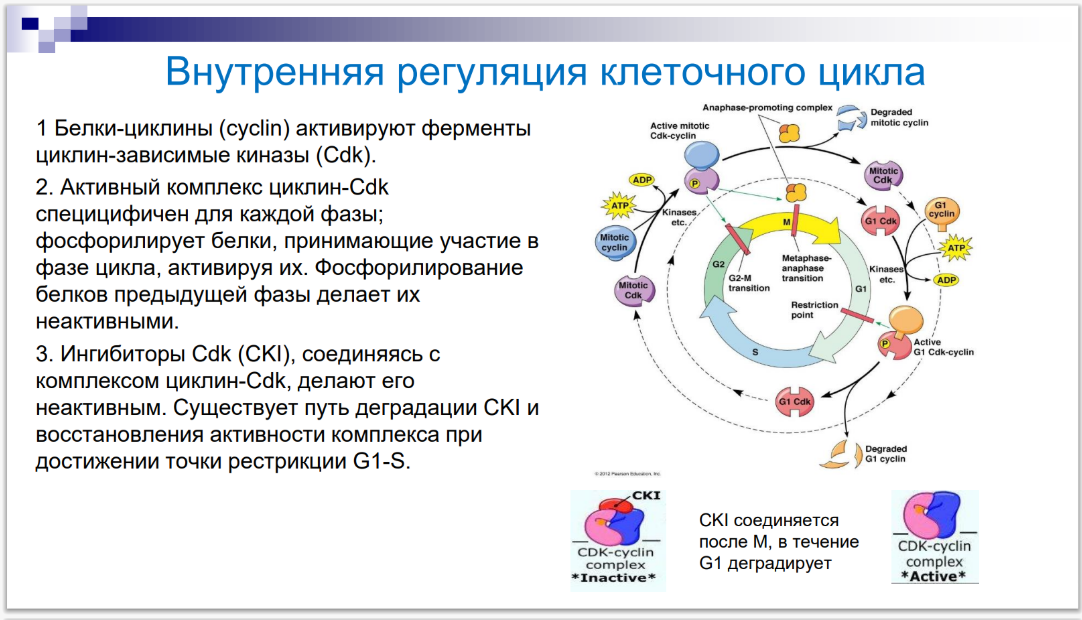 Внутренняя регуляция клеточного цикла
1 Белки-циклины (cyclin) активируют ферменты
циклин-зависимые киназы (Cdk).
2. Активный комплекс циклин-Cdk
специцифичен для каждой фазы;
фосфорилирует белки, принимающие участие в
фазе цикла, активируя их. Фосфорилирование
белков предыдущей фазы делает их
неактивными.
3. Ингибиторы Cdk (CKI), соединяясь с
комплексом циклин-Cdk, делают его
неактивным. Существует путь деградации CKI и
восстановления активности комплекса при
достижении точки рестрикции G1-S.
Anaphase-promoting complex
Degraded
mitotic cyclin
Active mitotic
Cdk-cyclin
P
ADP
ATP
Kinases
etc.
Mitotic
cyclin
Mitotic
Cdk
Mitotic
Cdk
G1 Cdk
G1
cyclin
ATP
Kinases
etc.
ADP
M
G2
G1
S
Metaphase-
anaphase
transition
G2-M
transition
Restriction
point
P
Active
G1 Cdk-cyclin
G1 Cdk
Degraded
G1 cyclin
© 2012 Pearson Education, Inc.
CKI
CDK-cyclin
complex
*Inactive*
CKI соединяется
после M, в течение
G1 деградирует
CDK-cyclin
complex
*Active*